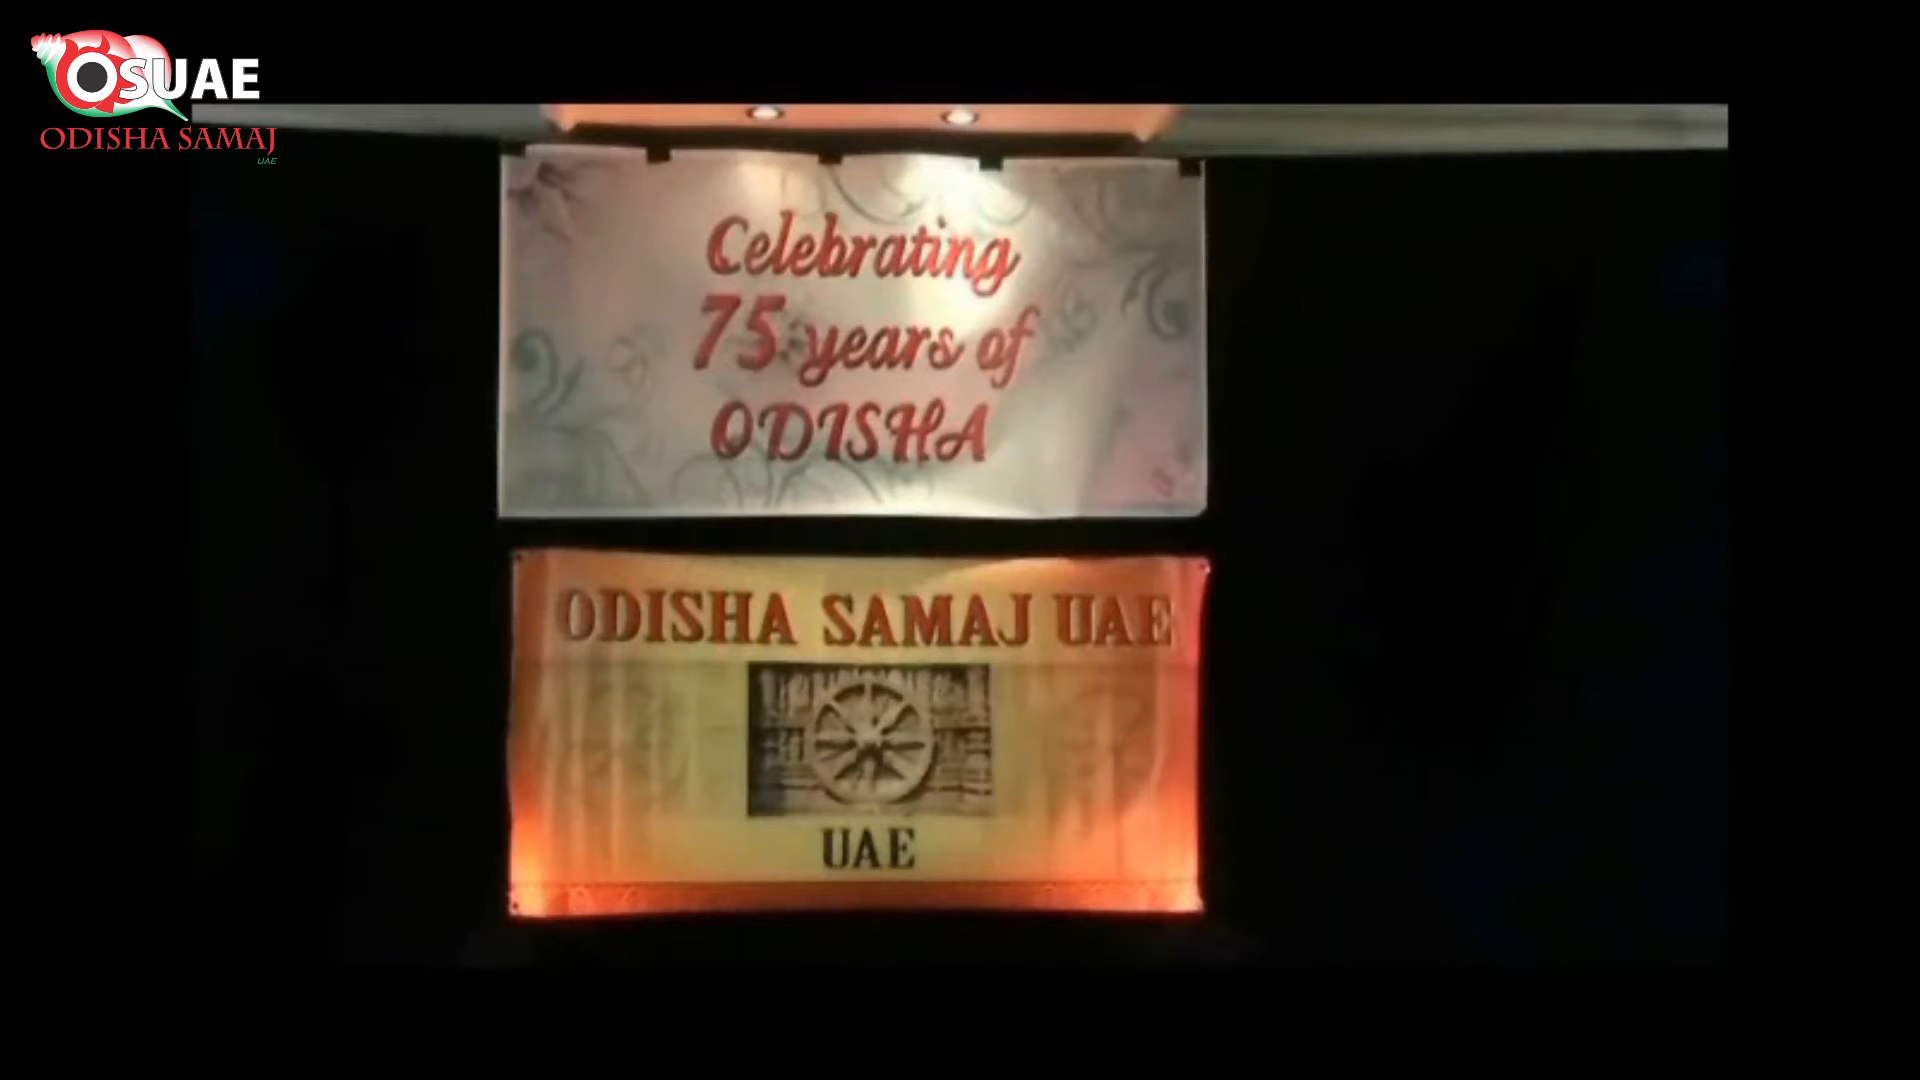 OSUAE
ODISHA SAMAJ
UAE
Celebrating
75 years of
ODISHA
ODISHA SAMAJ UAE
UAE